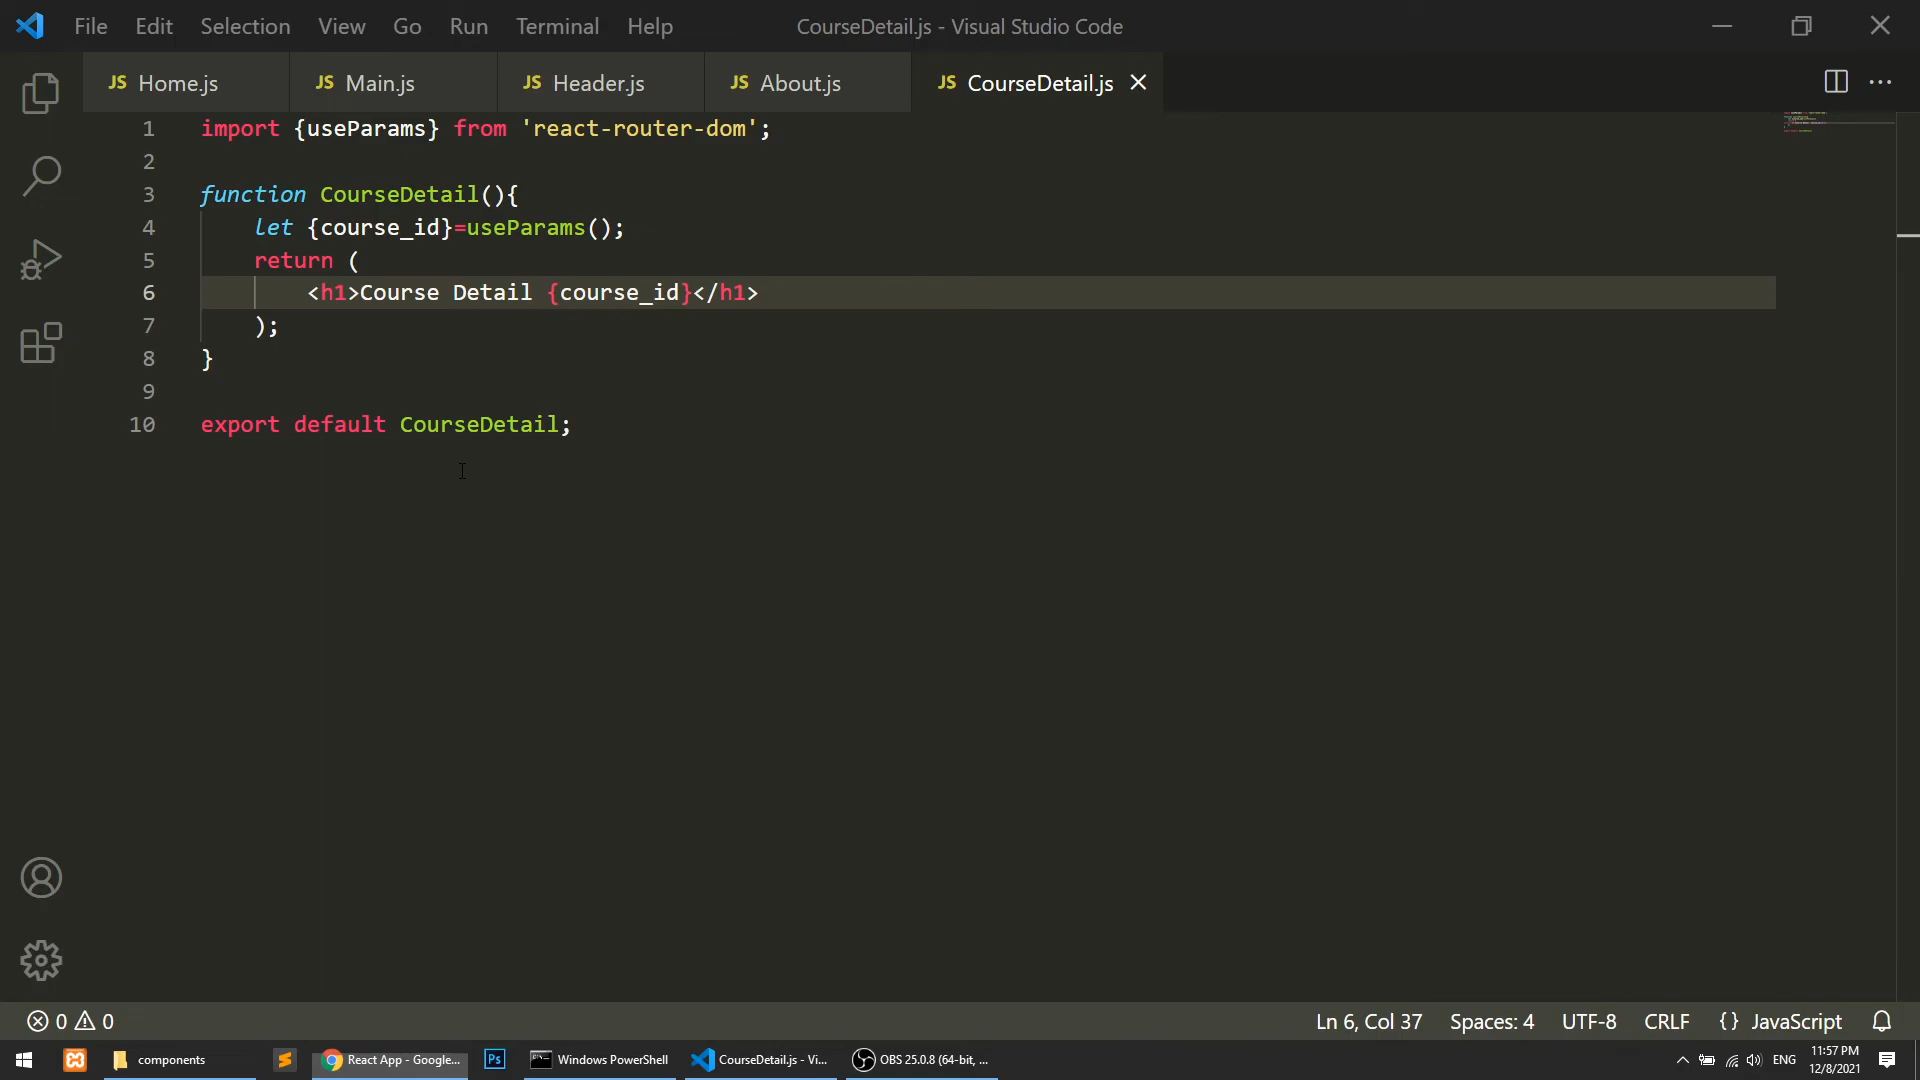 File Edit Selection View Go Run Terminal Help CourseDetail.js - Visual Studio Code
JS Home.js JS Main.js JS Header.js JS About.js JS CourseDetail.js
1 import {useParams} from 'react-router-dom';
2
3 function CourseDetail(){
4 let {course_id}=useParams();
5 return (
6 <h1>Course Detail {course_id}</h1>
7 );
8 }
9
10 export default CourseDetail;
0 0 Ln 6, Col 37 Spaces: 4 UTF-8 CRLF {} JavaScript
components React App - Google... Ps Windows PowerShell CourseDetail.js - Vi... OBS 25.0.8 (64-bit, ... ENG 11:57 PM
12/8/2021